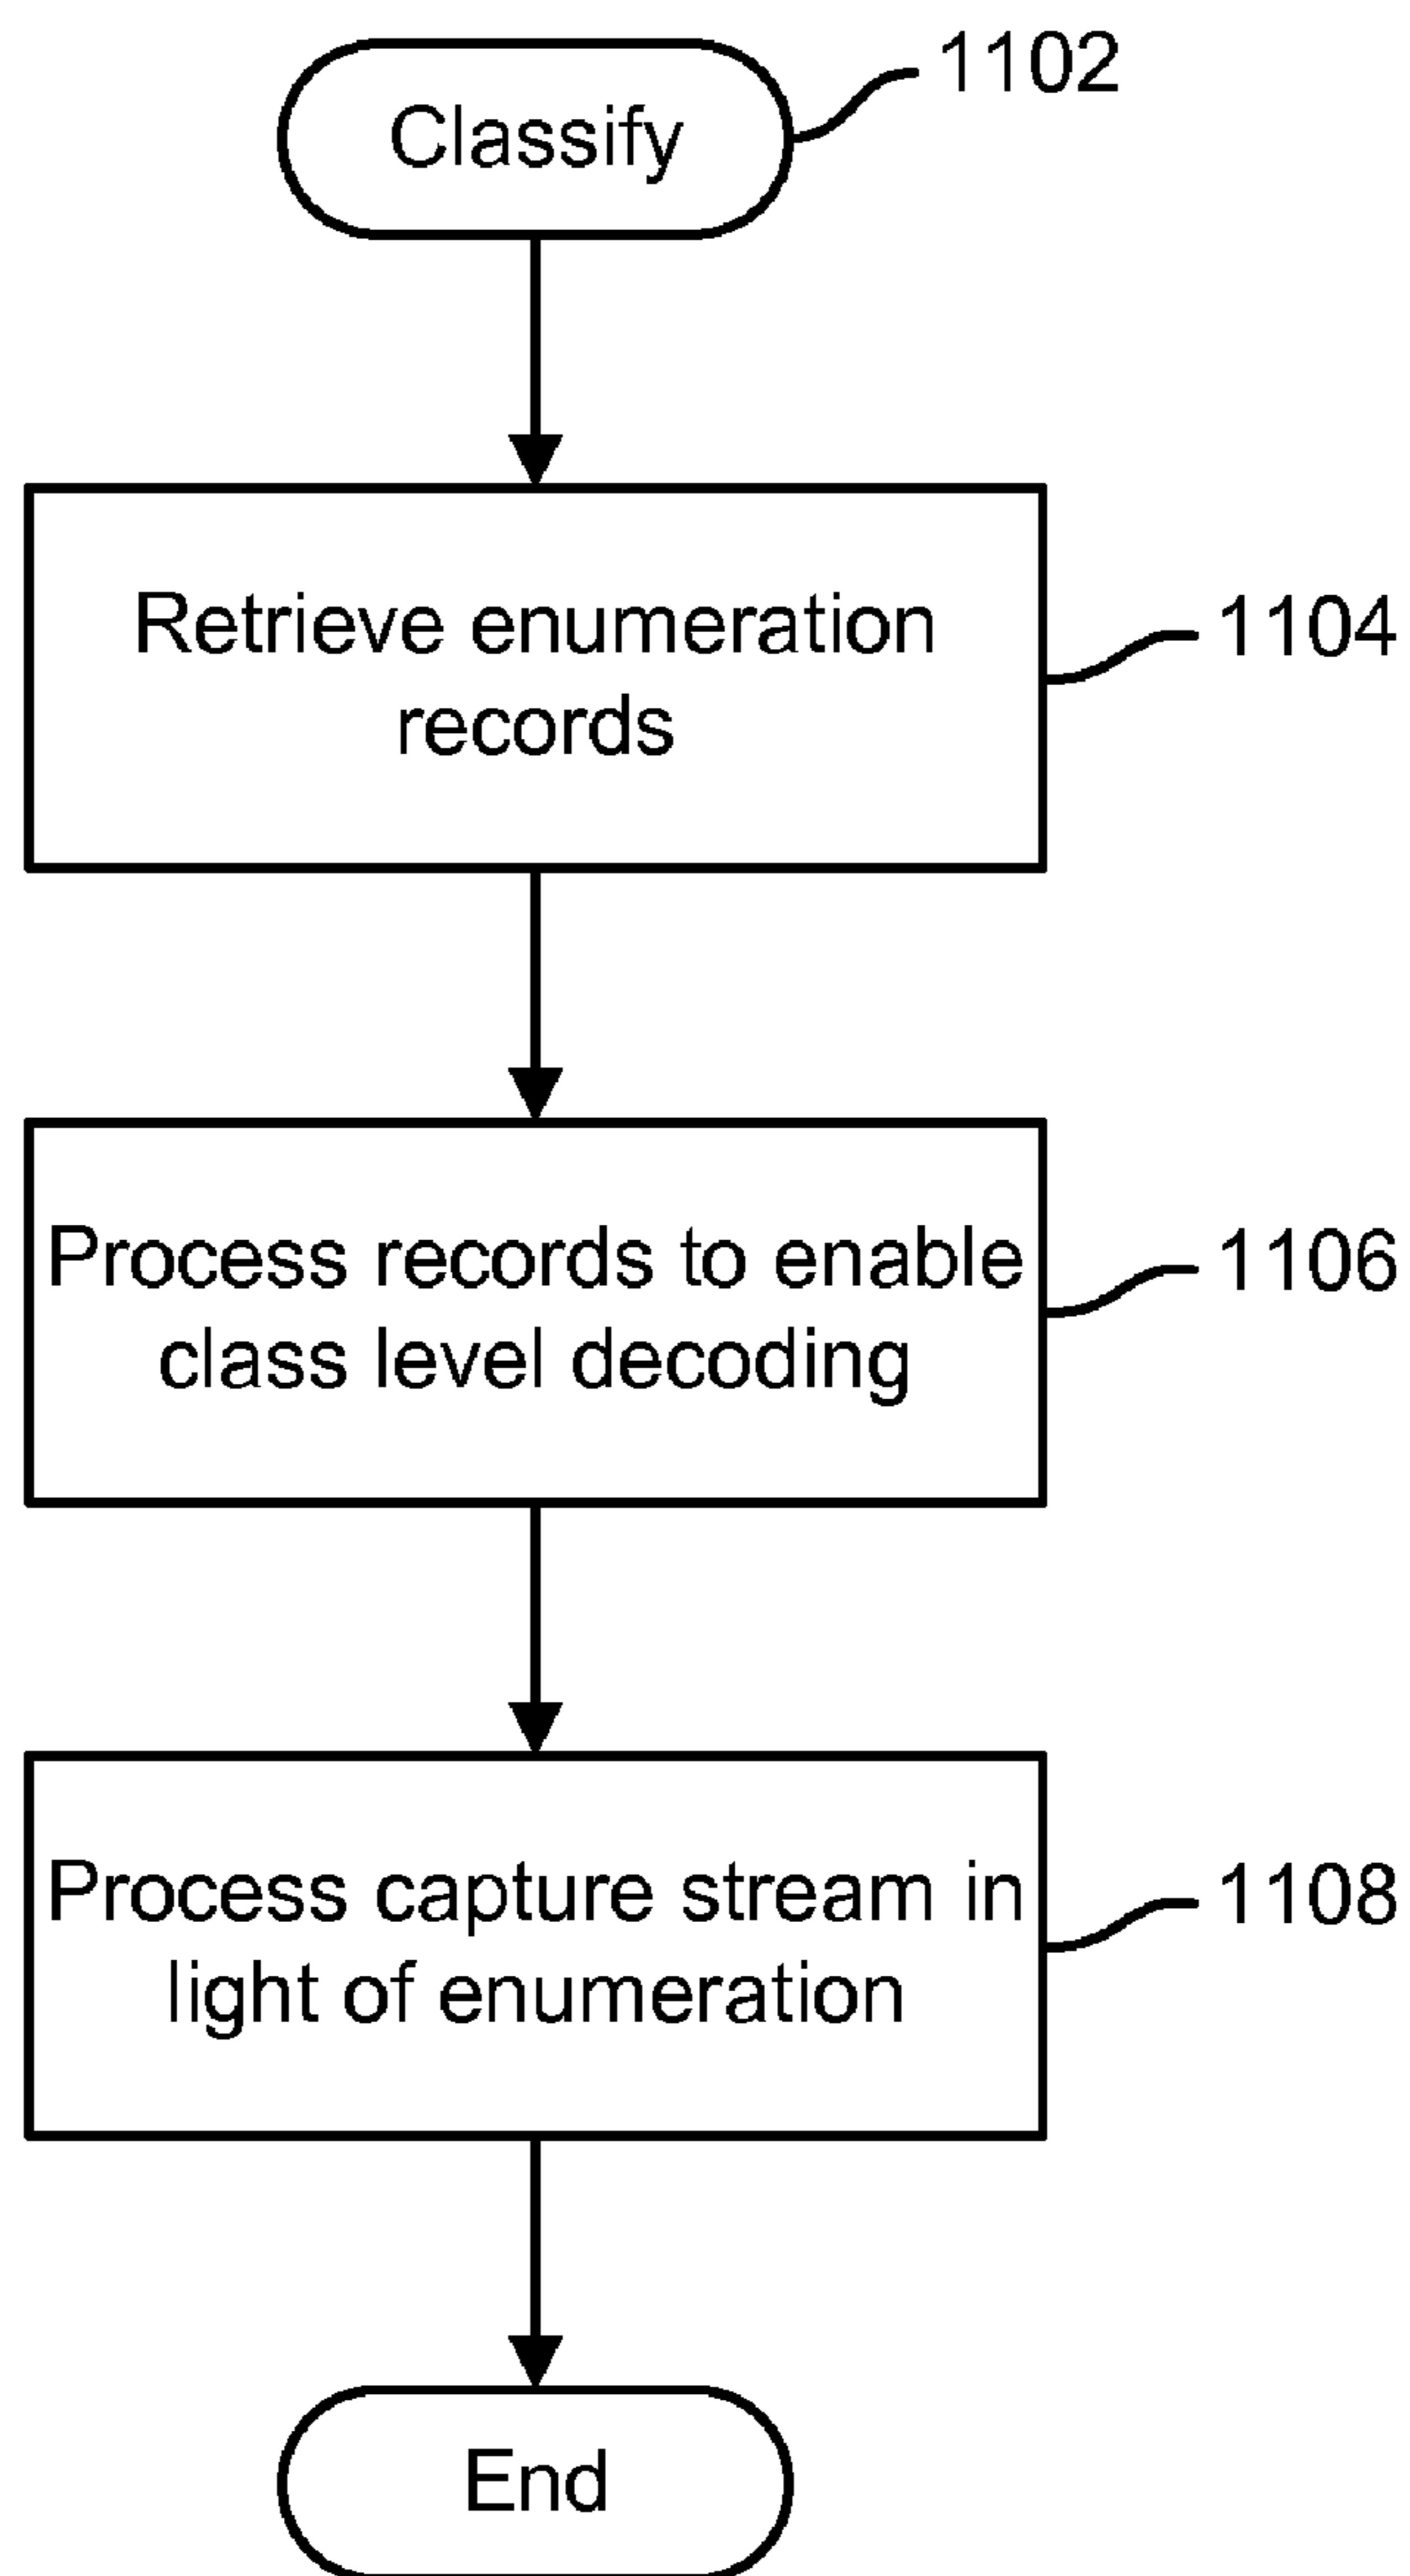 Classify
1102
Retrieve enumeration
records
1104
Process records to enable
class level decoding
1106
Process capture stream in
light of enumeration
1108
End